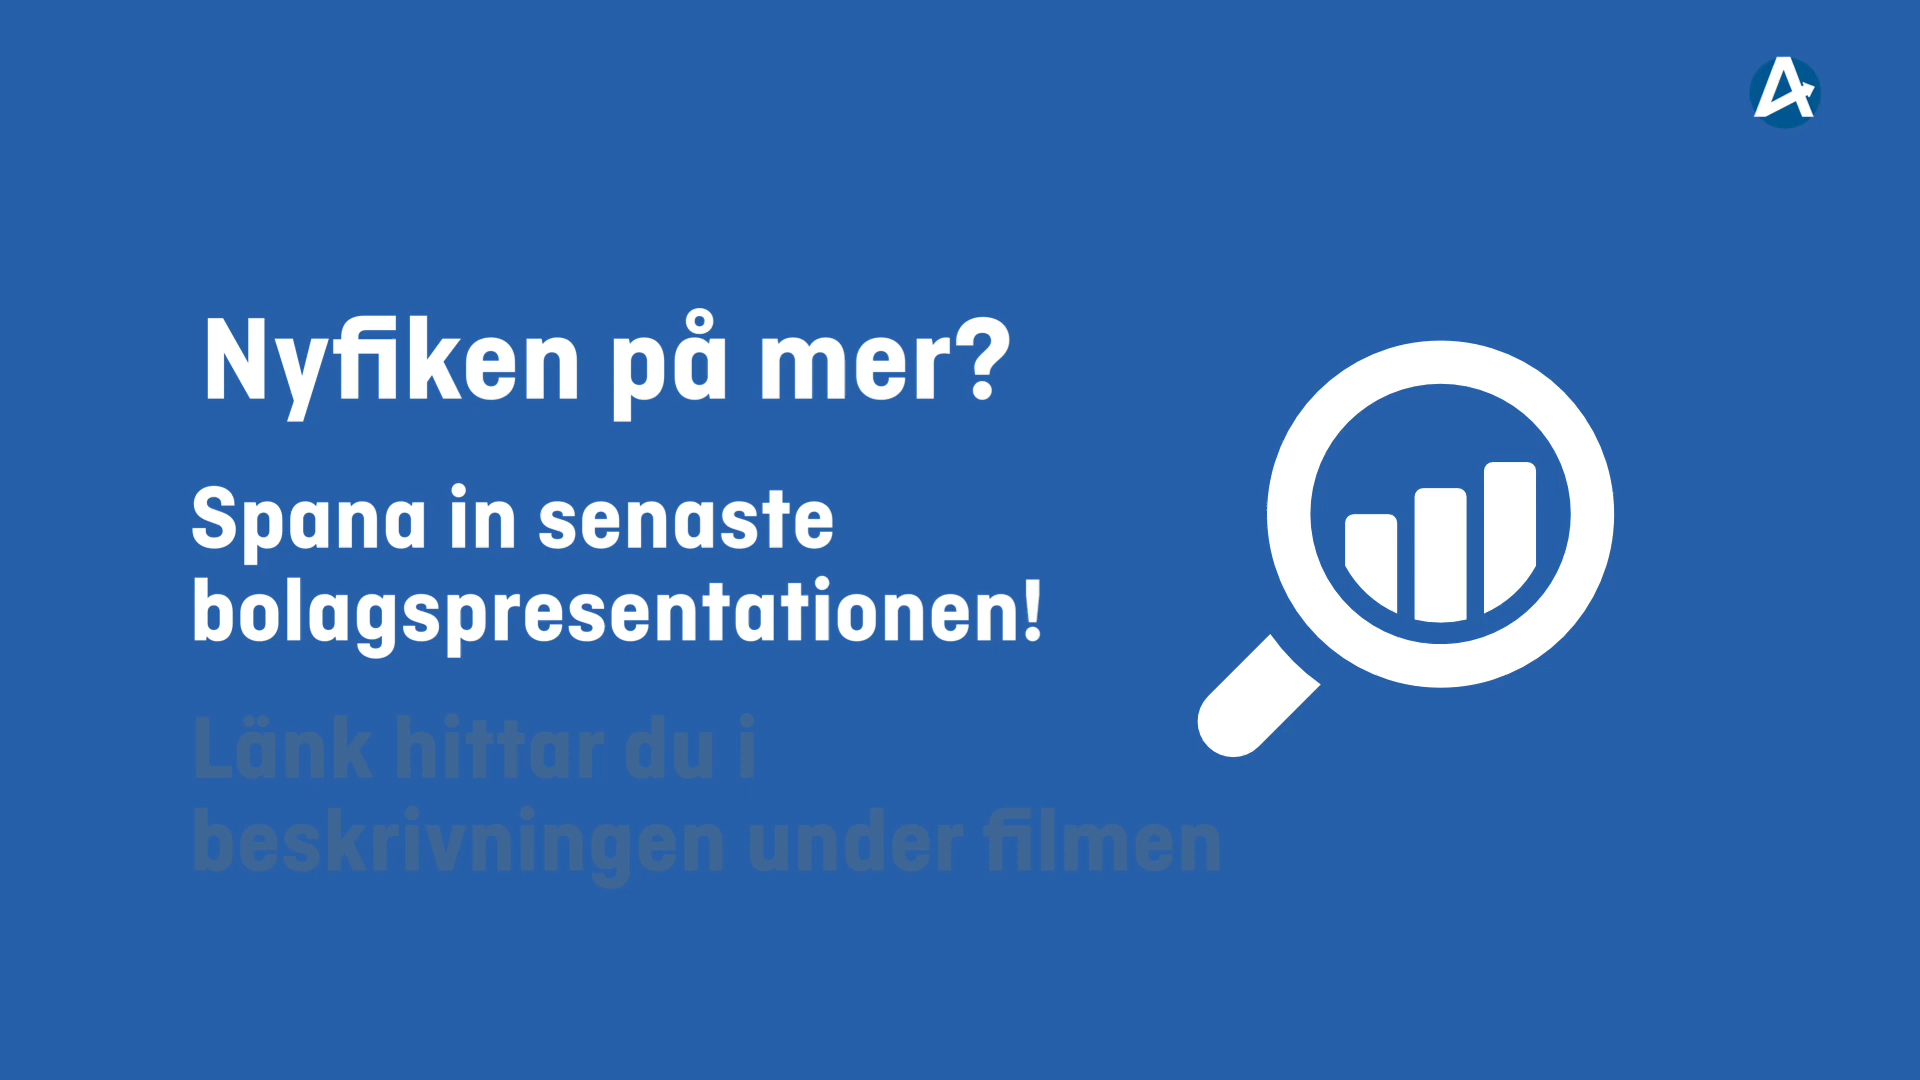 Nyfiken på mer?
Spana in senaste
bolagspresentationen!
Länk hittar du i
beskrivningen under filmen